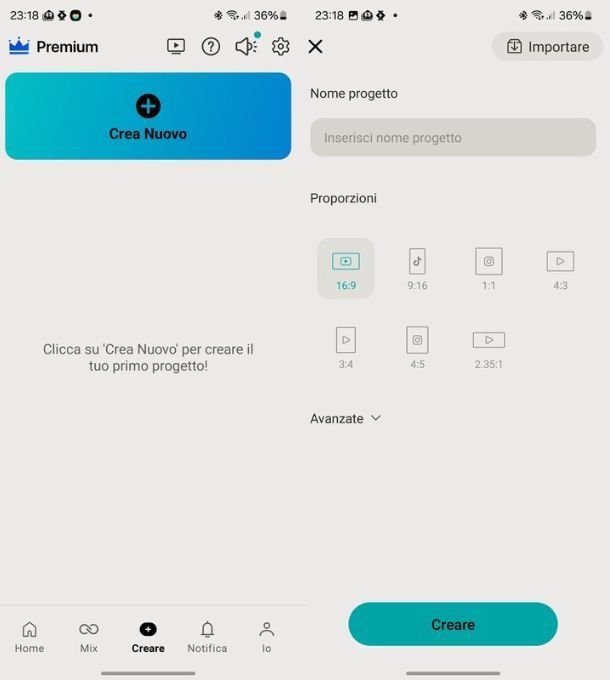 23:18
36%
Premium
Crea Nuovo
Clicca su 'Crea Nuovo' per creare il
tuo primo progetto!
Home
Mix
Creare
Notifica
Io
23:18
36%
Importare
Nome progetto
Inserisci nome progetto
Proporzioni
16:9
9:16
1:1
4:3
3:4
4:5
2.35:1
Avanzate
Creare